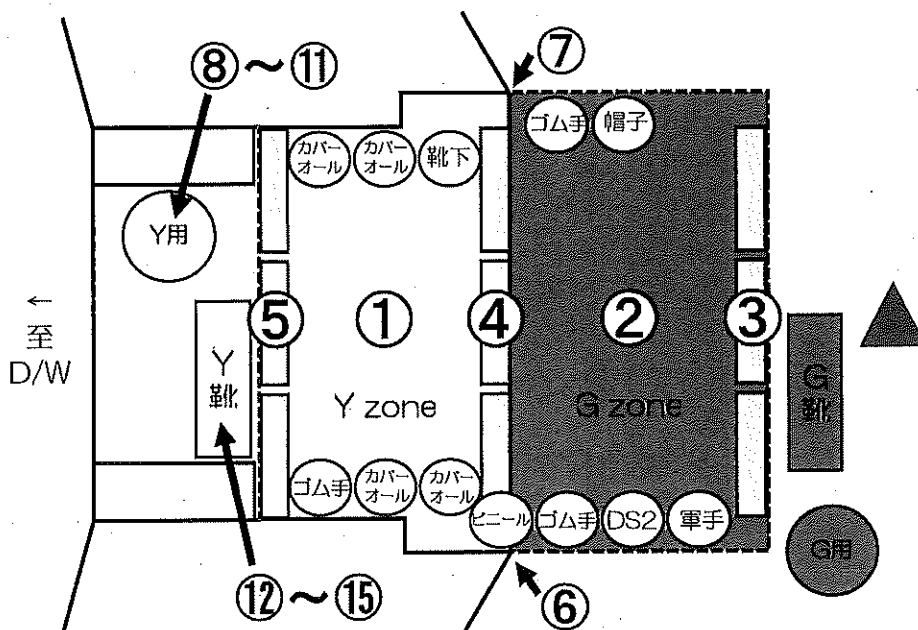 ⑧～⑪
⑦
カバー
オール
カバー
オール
靴下
ゴム手
帽子
Y用
←
至
D/W
⑤
①
④
②
③
Y
靴
Y zone
G zone
G
靴
ゴム手
カバー
オール
カバー
オール
ビニール
ゴム手
DS2
軍手
G用
⑫～⑮
⑥